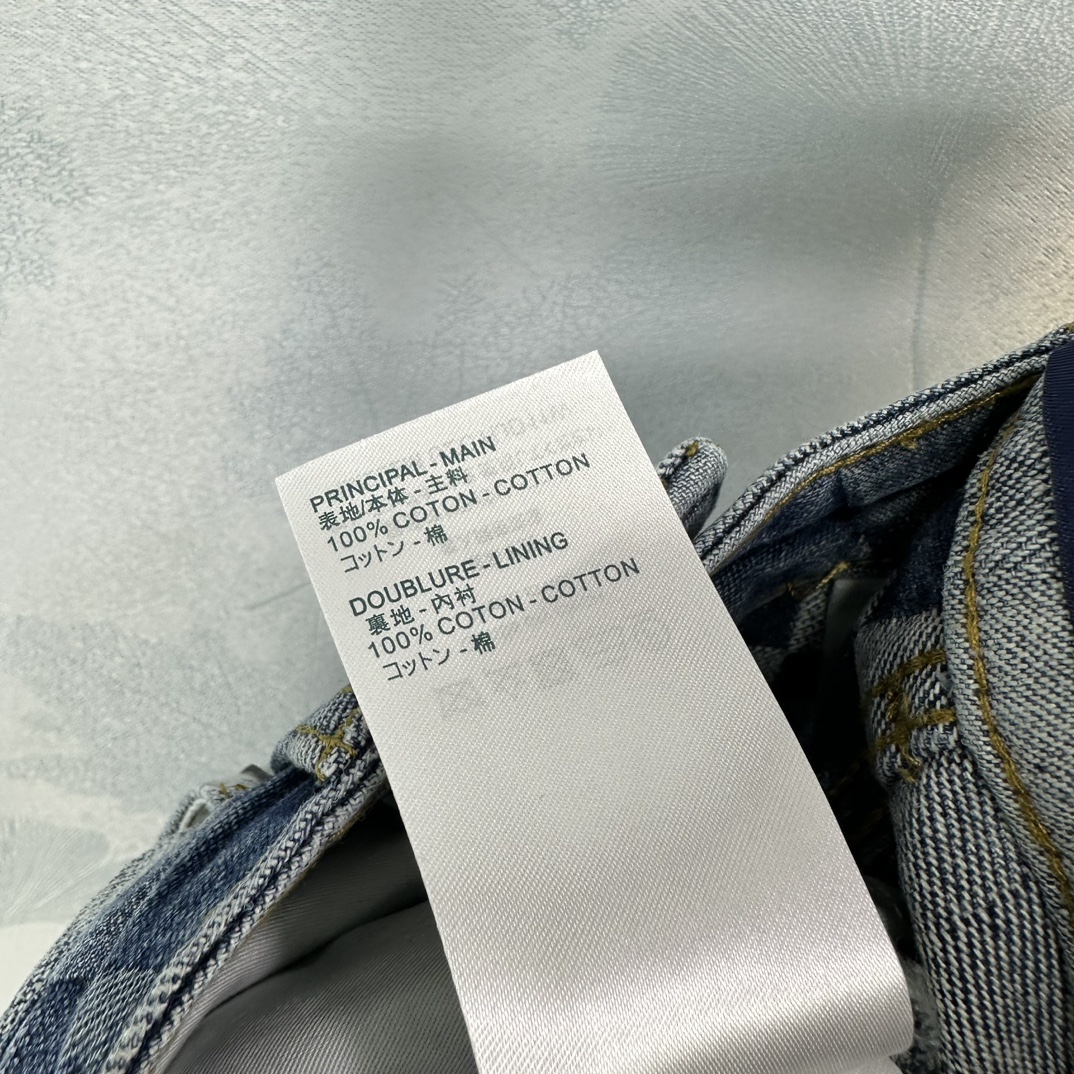 PRINCIPAL - MAIN
表地/本体 - 主料
100% COTON - COTTON
コットン - 棉
DOUBLURE - LINING
裏地 - 內衬
100% COTON - COTTON
コットン - 棉